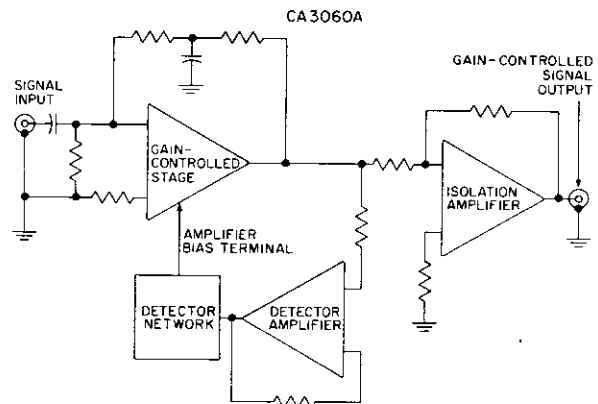 CA3060A
GAIN-CONTROLLED
SIGNAL
OUTPUT
SIGNAL
INPUT
GAIN-
CONTROLLED
STAGE
ISOLATION
AMPLIFIER
AMPLIFIER
BIAS TERMINAL
DETECTOR
NETWORK
DETECTOR
AMPLIFIER